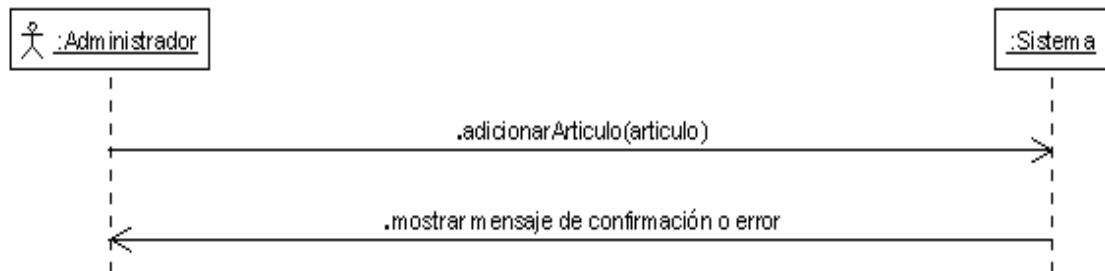 :Administrador
:Sistema
.adicionarArticulo(articulo)
.mostrar mensaje de confirmación o error